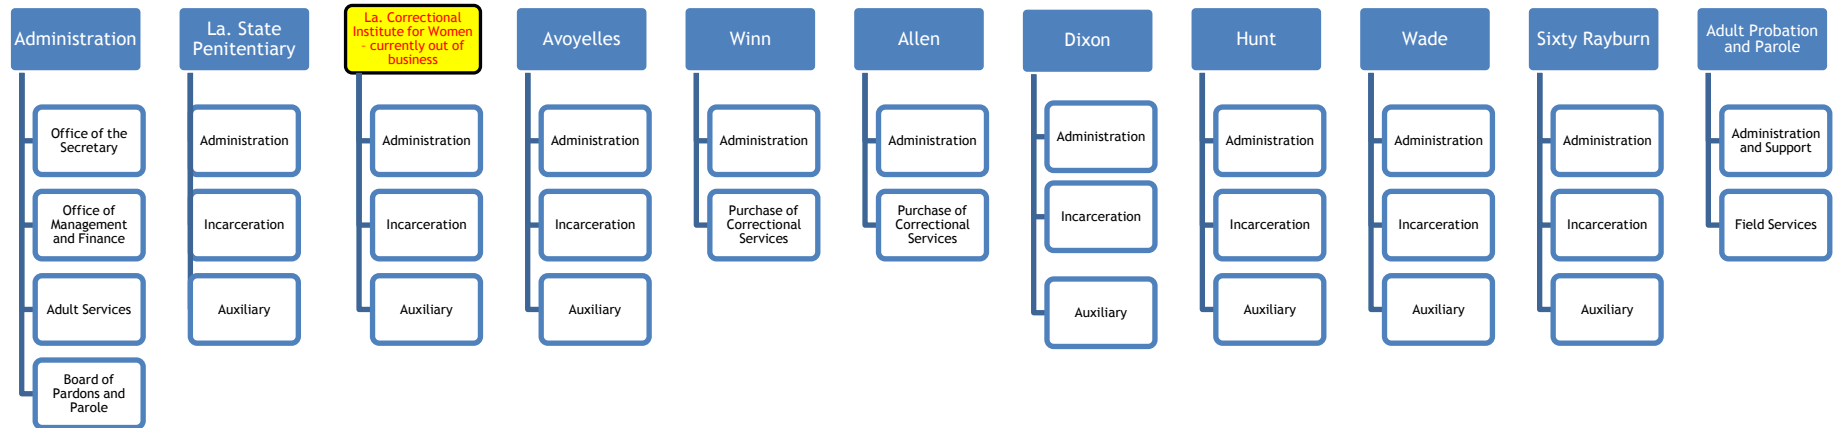 Administration
Office of the
Secretary
Office of
Management
and Finance
Adult Services
Board of
Pardons and
Parole
La. State
Penitentiary
Administration
Incarceration
Auxiliary
La. Correctional
Institute for Women
- currently out of
business
Administration
Incarceration
Auxiliary
Avoyelles
Administration
Incarceration
Auxiliary
Winn
Administration
Purchase of
Correctional
Services
Allen
Administration
Purchase of
Correctional
Services
Dixon
Administration
Incarceration
Auxiliary
Hunt
Administration
Incarceration
Auxiliary
Wade
Administration
Incarceration
Auxiliary
Sixty Rayburn
Administration
Incarceration
Auxiliary
Adult Probation
and Parole
Administration
and Support
Field Services